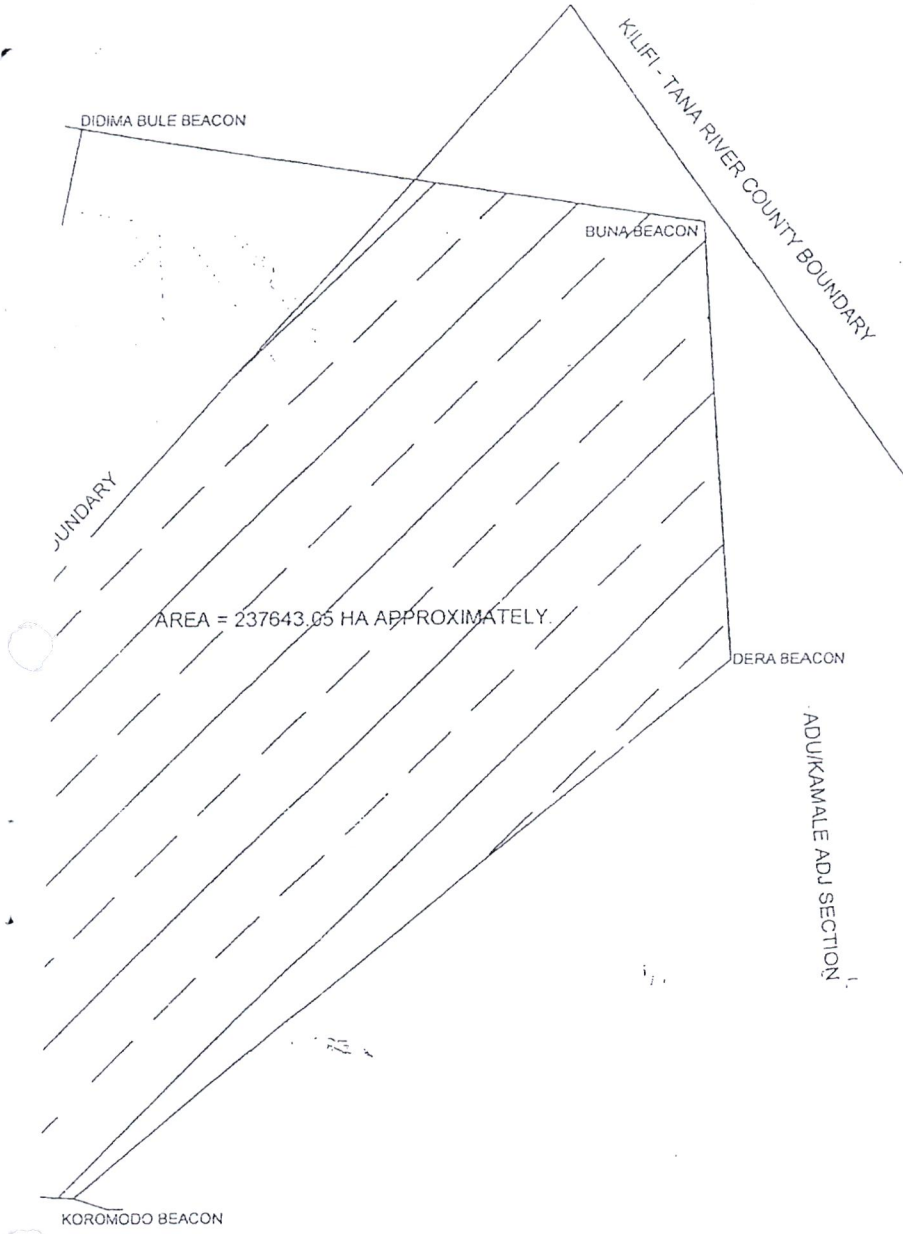 KILIFI - TANA RIVER COUNTY BOUNDARY
DIDIMA BULE BEACON
BUNA BEACON
UNDARY
AREA = 237643.05 HA APPROXIMATELY.
DERA BEACON
ADU/KAMALE ADJ SECTION
KOROMODO BEACON